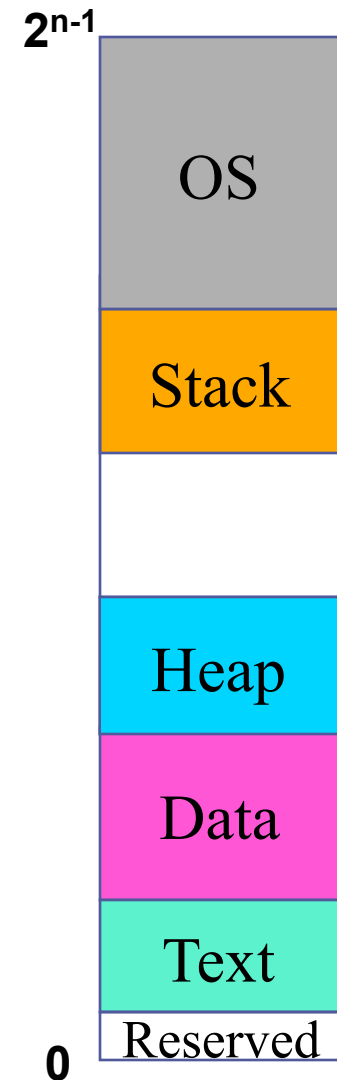 2ⁿ⁻¹
OS
Stack
Heap
Data
Text
Reserved
0